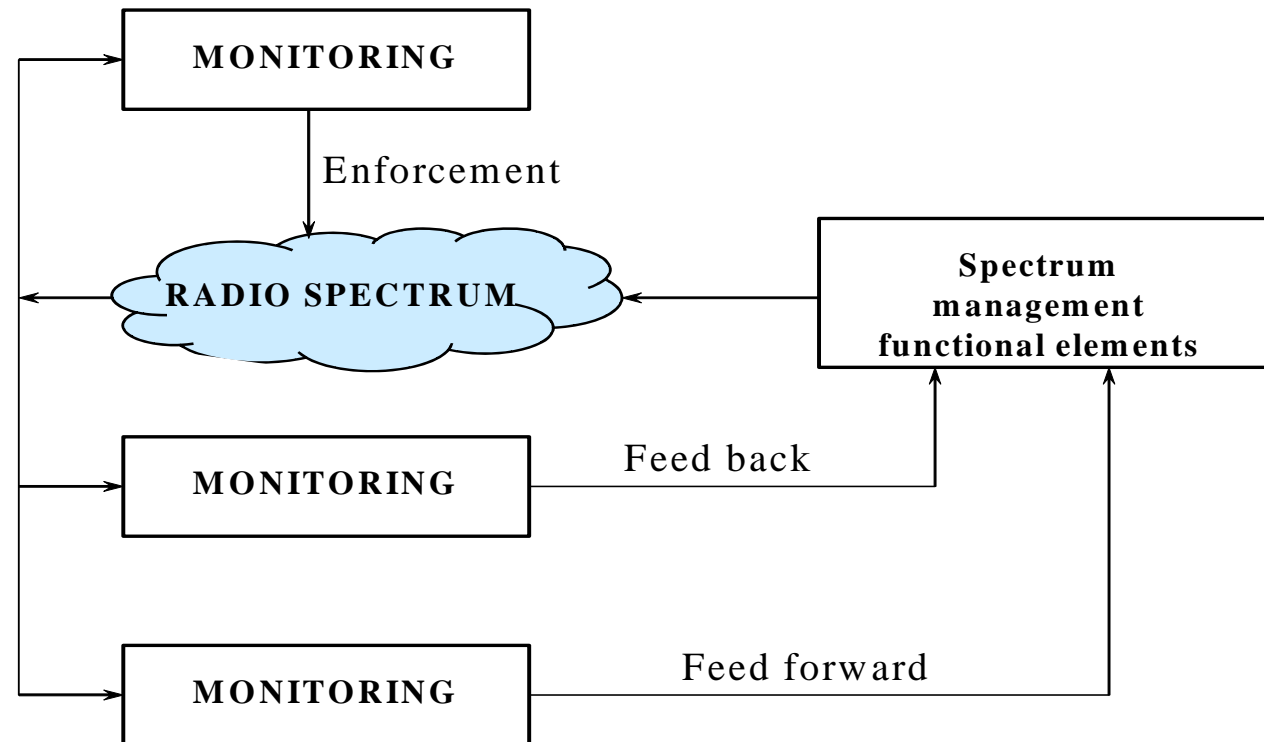 MONITORING
Enforcement
RADIO SPECTRUM
Spectrum
management
functional elements
Feed back
MONITORING
Feed forward
MONITORING